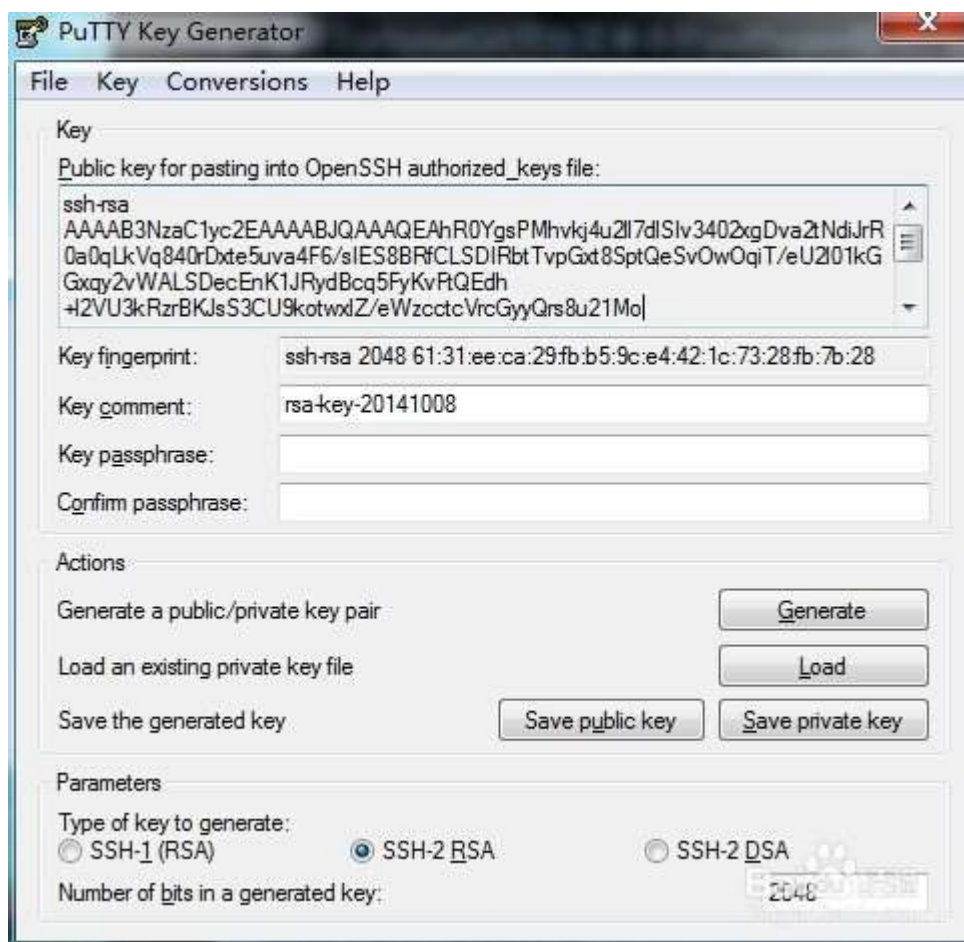 PuTTY Key Generator
File Key Conversions Help
Key
Public key for pasting into OpenSSH authorized_keys file:
ssh-rsa
AAAAB3NzaC1yc2EAAAABJQAAAQEAhR0YgsPMhvkj4u2lI7dlSIv3402xgDva2tNdiJrR
0a0qLkVq840rDxte5uva4F6/slES8BRfCLSDIRbtTvpGxt8SptQeSvOwOqiT/eU2l01kG
Gxqy2vWALSDecEnK1JRydBcq5FyKvFtQEdh
+l2VU3kRzrBKJsS3CU9kotwxlZ/eWzcctcVrcGyyQrs8u21Mo
Key fingerprint: ssh-rsa 2048 61:31:ee:ca:29:fb:b5:9c:e4:42:1c:73:28:fb:7b:28
Key comment: rsa-key-20141008
Key passphrase:
Confirm passphrase:
Actions
Generate a public/private key pair Generate
Load an existing private key file Load
Save the generated key Save public key Save private key
Parameters
Type of key to generate:
SSH-1 (RSA) SSH-2 RSA SSH-2 DSA
Number of bits in a generated key: 2048